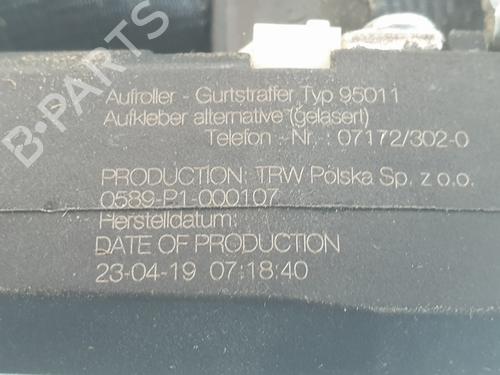 Aufroller - Gurtstraffer Typ 95011
Aufkleber alternative (gelasert)
Telefon - Nr. : 07172/302-0
PRODUCTION: TRW Polska Sp. z o.o.
0589-P1-000107
Herstelldatum:
DATE OF PRODUCTION
23-04-19 07:18:40
B-PARTS